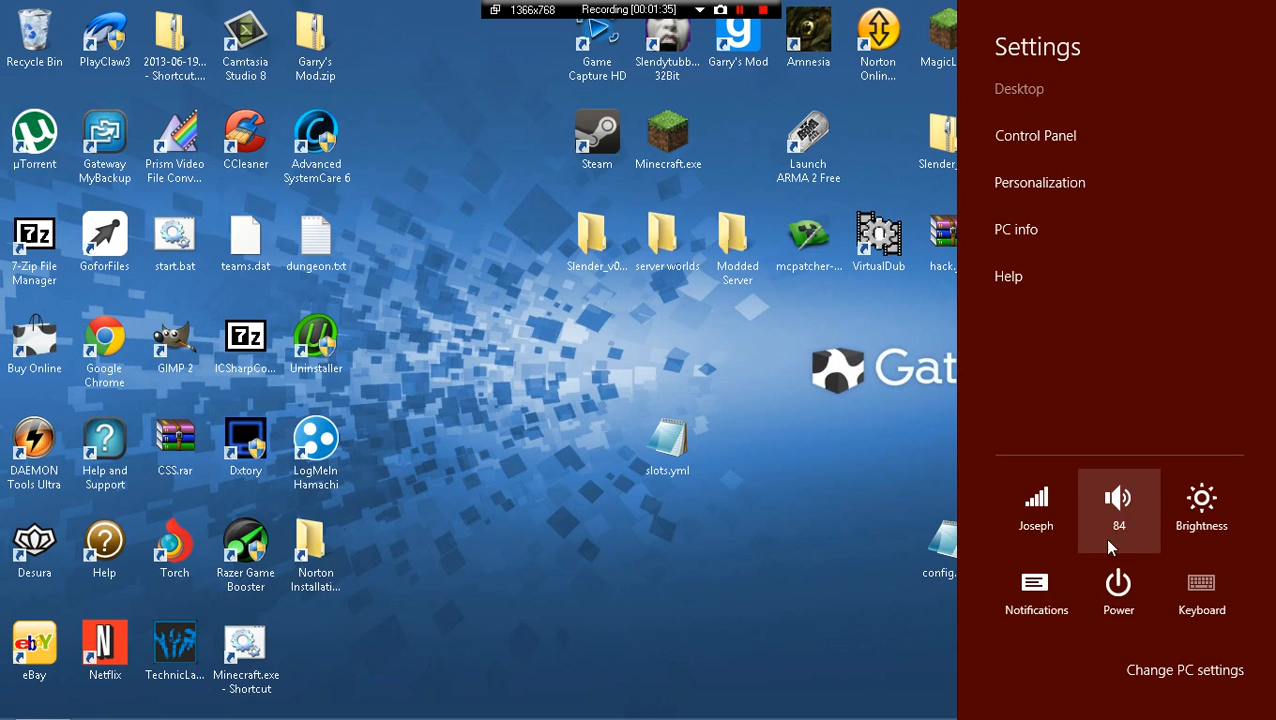 1366x768 Recording [00:01:35]
Recycle Bin
PlayClaw3
2013-06-19...
- Shortcut....
Camtasia
Studio 8
Garry's
Mod.zip
Game
Capture HD
Slendytubb...
32Bit
Garry's Mod
Amnesia
Norton
Onlin...
MagicL
µTorrent
Gateway
MyBackup
Prism Video
File Conv...
CCleaner
Advanced
SystemCare 6
Steam
Minecraft.exe
Launch
ARMA 2 Free
Slender_
7-Zip File
Manager
GoforFiles
start.bat
teams.dat
dungeon.txt
Slender_v0...
server worlds
Modded
Server
mcpatcher-...
VirtualDub
hack_
Buy Online
Google
Chrome
GIMP 2
ICSharpCo...
Uninstaller
Gat
DAEMON
Tools Ultra
Help and
Support
CSS.rar
Dxtory
LogMeIn
Hamachi
slots.yml
Desura
Help
Torch
Razer Game
Booster
Norton
Installati...
config.
eBay
Netflix
TechnicLa...
Minecraft.exe
- Shortcut
Settings
Desktop
Control Panel
Personalization
PC info
Help
Joseph
84
Brightness
Notifications
Power
Keyboard
Change PC settings